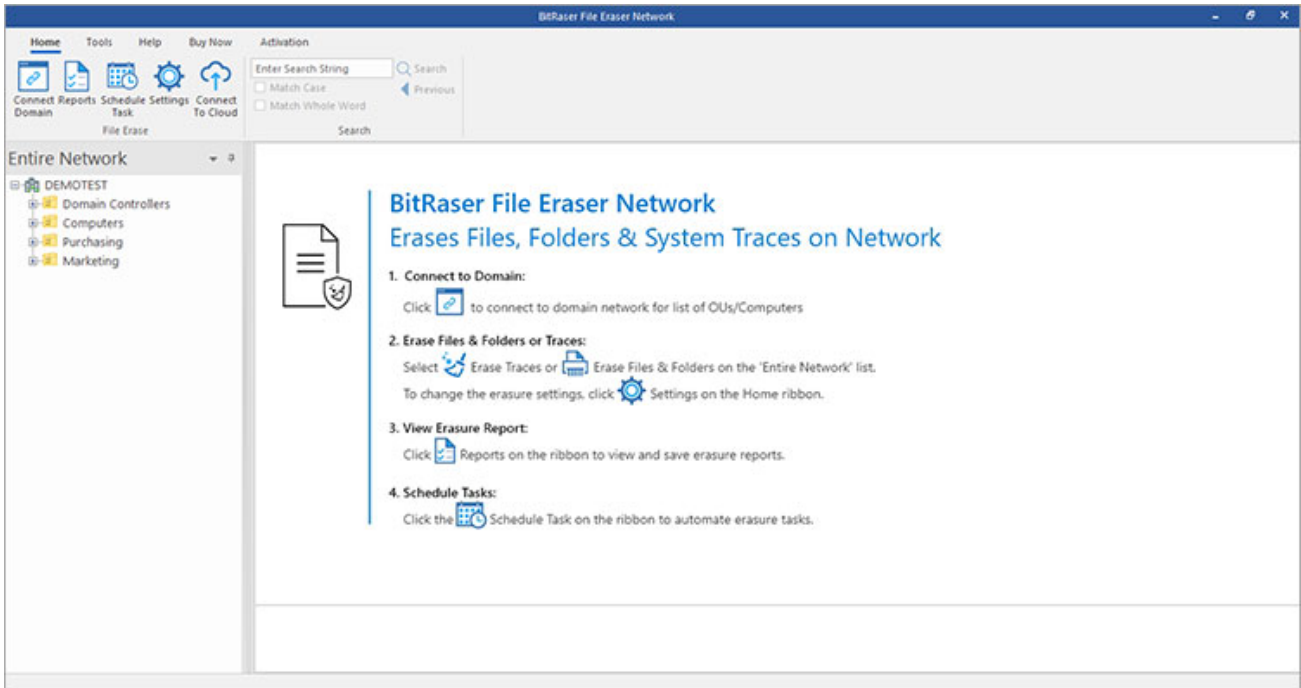 BitRaser File Eraser Network
Home Tools Help Buy Now Activation
Connect Domain Reports Schedule Task Settings Connect To Cloud
File Erase
Enter Search String Search
Match Case Previous
Match Whole Word
Search
Entire Network
DEMOTEST
Domain Controllers
Computers
Purchasing
Marketing
BitRaser File Eraser Network
Erases Files, Folders & System Traces on Network
1. Connect to Domain:
Click to connect to domain network for list of OUs/Computers
2. Erase Files & Folders or Traces:
Select Erase Traces or Erase Files & Folders on the 'Entire Network' list.
To change the erasure settings, click Settings on the Home ribbon.
3. View Erasure Report:
Click Reports on the ribbon to view and save erasure reports.
4. Schedule Tasks:
Click the Schedule Task on the ribbon to automate erasure tasks.